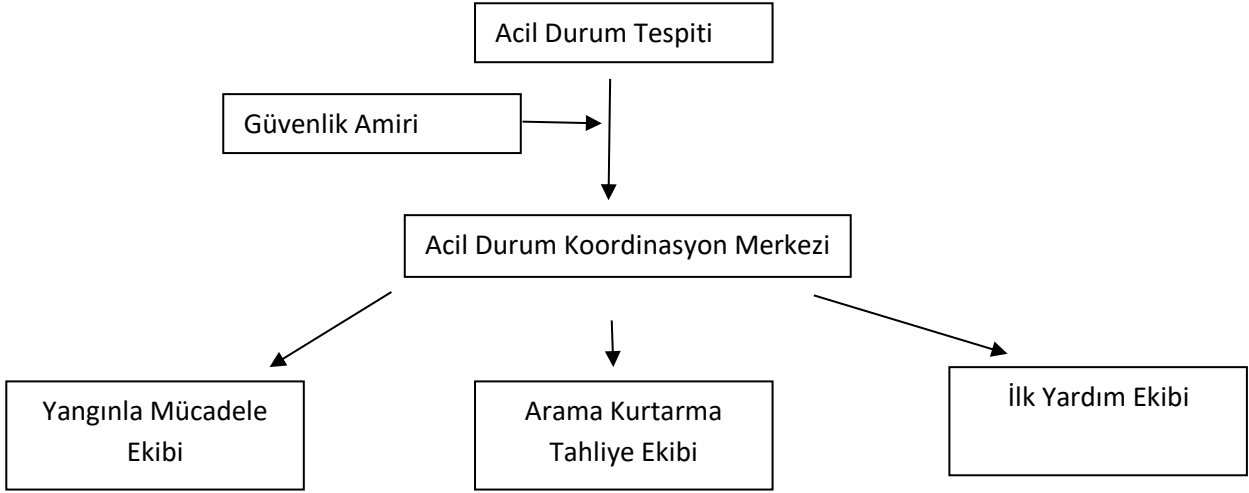 Acil Durum Tespiti
Güvenlik Amiri
Acil Durum Koordinasyon Merkezi
Yangınla Mücadele
Ekibi
Arama Kurtarma
Tahliye Ekibi
İlk Yardım Ekibi